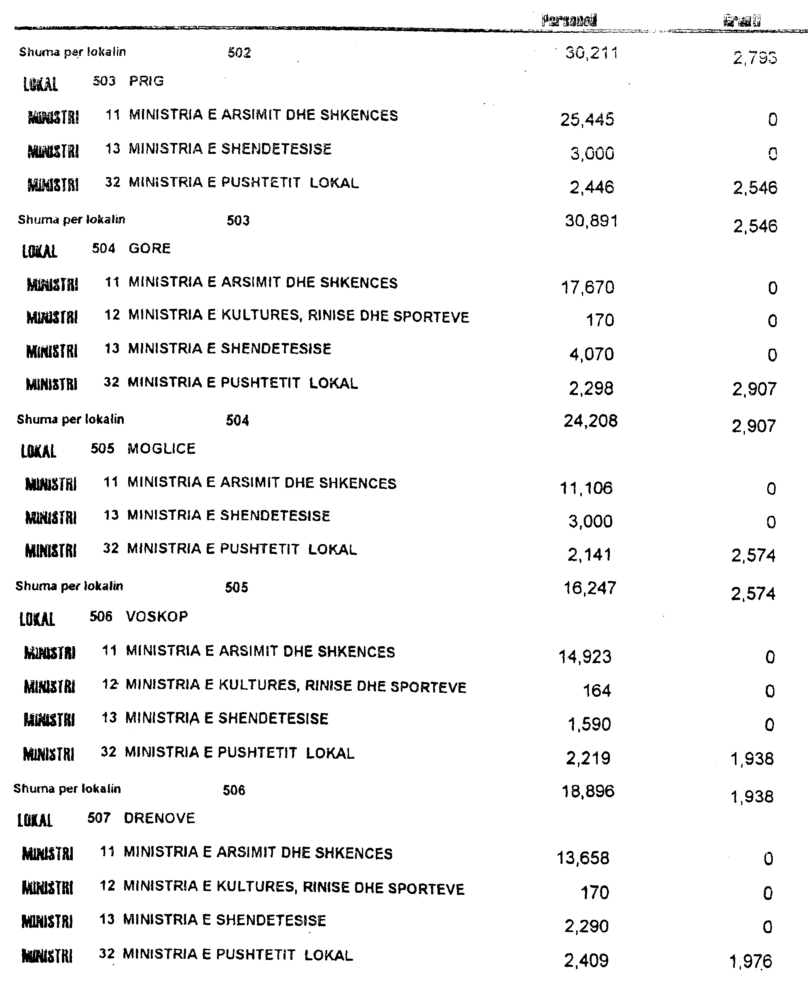 Personeli Granti
Shuma per lokalin 502 30,211 2,793
LOKAL 503 PRIG
MINISTRI 11 MINISTRIA E ARSIMIT DHE SHKENCES 25,445 0
MINISTRI 13 MINISTRIA E SHENDETESISE 3,000 0
MINISTRI 32 MINISTRIA E PUSHTETIT LOKAL 2,446 2,546
Shuma per lokalin 503 30,891 2,546
LOKAL 504 GORE
MINISTRI 11 MINISTRIA E ARSIMIT DHE SHKENCES 17,670 0
MINISTRI 12 MINISTRIA E KULTURES, RINISE DHE SPORTEVE 170 0
MINISTRI 13 MINISTRIA E SHENDETESISE 4,070 0
MINISTRI 32 MINISTRIA E PUSHTETIT LOKAL 2,298 2,907
Shuma per lokalin 504 24,208 2,907
LOKAL 505 MOGLICE
MINISTRI 11 MINISTRIA E ARSIMIT DHE SHKENCES 11,106 0
MINISTRI 13 MINISTRIA E SHENDETESISE 3,000 0
MINISTRI 32 MINISTRIA E PUSHTETIT LOKAL 2,141 2,574
Shuma per lokalin 505 16,247 2,574
LOKAL 506 VOSKOP
MINISTRI 11 MINISTRIA E ARSIMIT DHE SHKENCES 14,923 0
MINISTRI 12 MINISTRIA E KULTURES, RINISE DHE SPORTEVE 164 0
MINISTRI 13 MINISTRIA E SHENDETESISE 1,590 0
MINISTRI 32 MINISTRIA E PUSHTETIT LOKAL 2,219 1,938
Shuma per lokalin 506 18,896 1,938
LOKAL 507 DRENOVE
MINISTRI 11 MINISTRIA E ARSIMIT DHE SHKENCES 13,658 0
MINISTRI 12 MINISTRIA E KULTURES, RINISE DHE SPORTEVE 170 0
MINISTRI 13 MINISTRIA E SHENDETESISE 2,290 0
MINISTRI 32 MINISTRIA E PUSHTETIT LOKAL 2,409 1,976